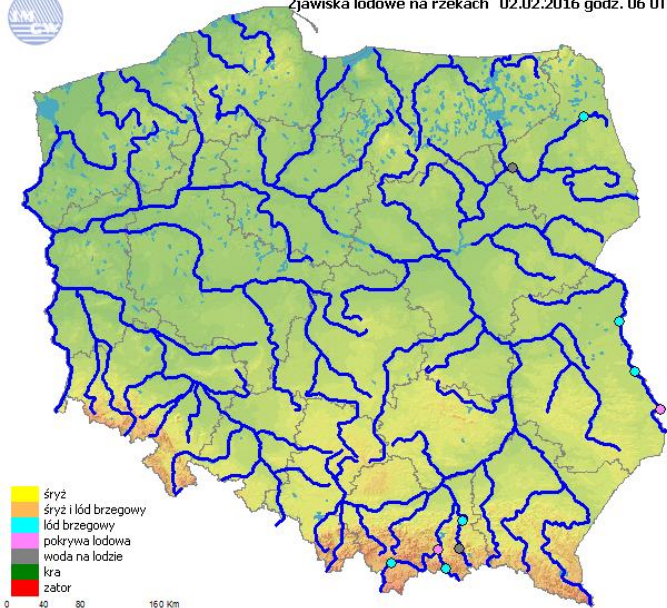 Zjawiska lodowe na rzekach 02.02.2016 godz. 06 UT
śryż
śryż i lód brzegowy
lód brzegowy
pokrywa lodowa
woda na lodzie
kra
zator
0 40 80 160 Km